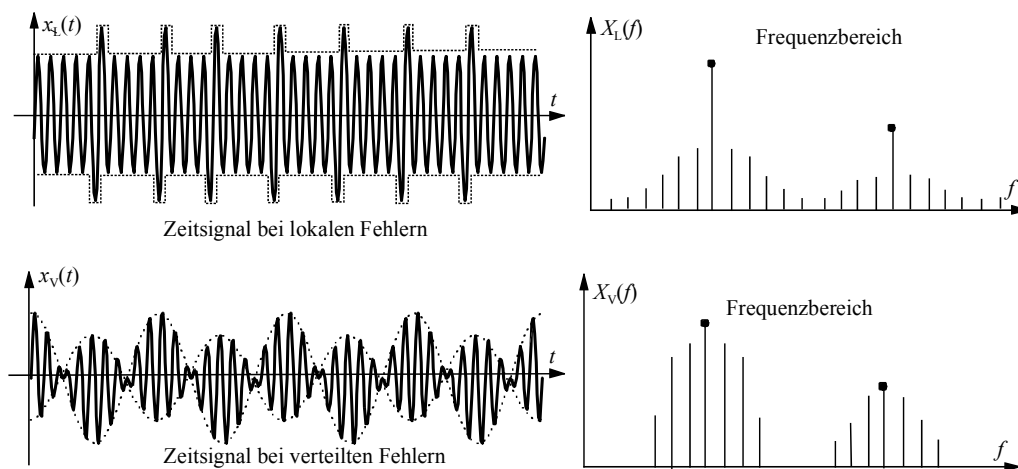 x_L(t)
t
Zeitsignal bei lokalen Fehlern
X_L(f)
Frequenzbereich
f
x_V(t)
t
Zeitsignal bei verteilten Fehlern
X_V(f)
Frequenzbereich
f